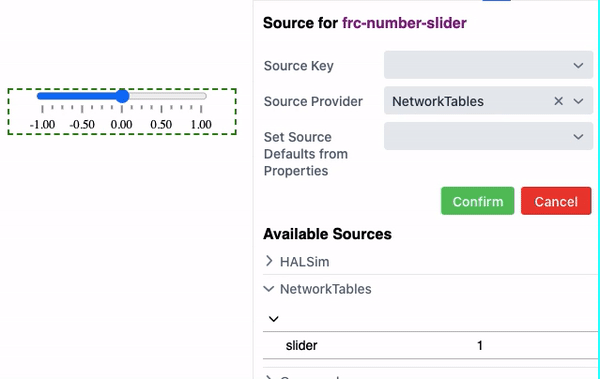 Source for frc-number-slider
Source Key
Source Provider NetworkTables
Set Source
Defaults from
Properties
-1.00 -0.50 0.00 0.50 1.00
Confirm Cancel
Available Sources
HALSim
NetworkTables
slider 1